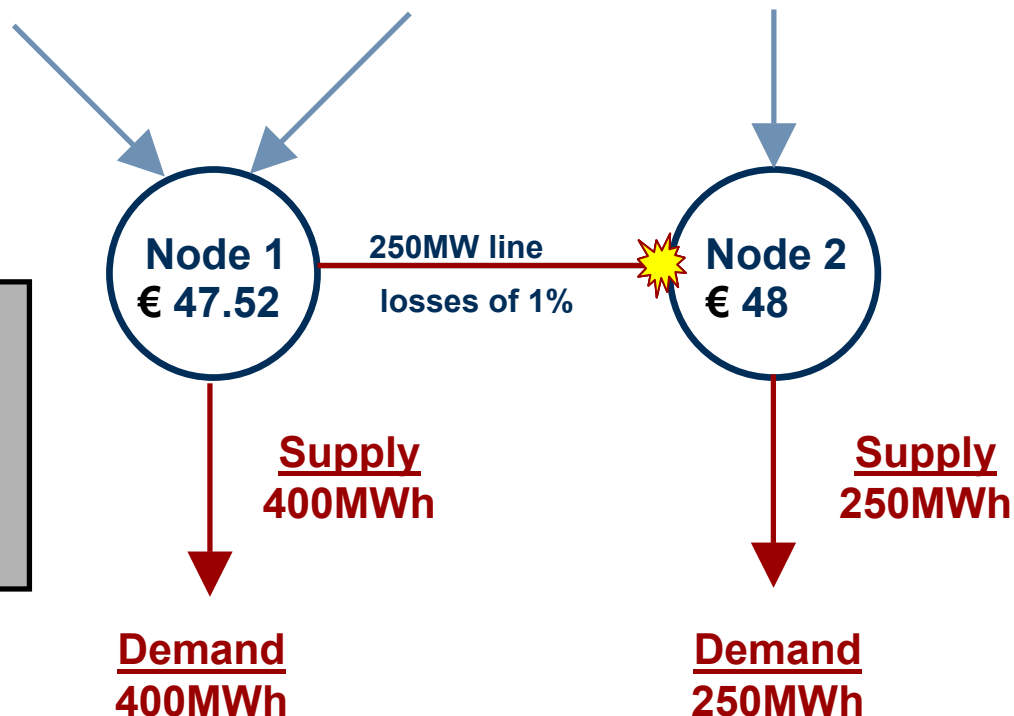 Node 1
€ 47.52
250MW line
losses of 1%
Node 2
€ 48
Supply
400MWh
Supply
250MWh
Demand
400MWh
Demand
250MWh